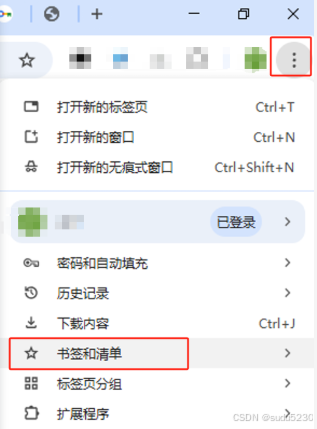 打开新的标签页 Ctrl+T
打开新的窗口 Ctrl+N
打开新的无痕式窗口 Ctrl+Shift+N
已登录
密码和自动填充
历史记录
下载内容 Ctrl+J
书签和清单
标签页分组
扩展程序
CSDN @sudu5230